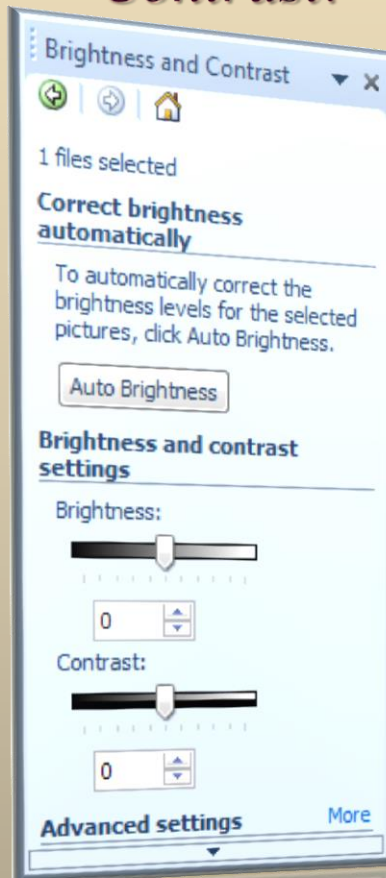 Contrast:
Brightness and Contrast
1 files selected
Correct brightness
automatically
To automatically correct the
brightness levels for the selected
pictures, click Auto Brightness.
Auto Brightness
Brightness and contrast
settings
Brightness:
0
Contrast:
0
Advanced settings More